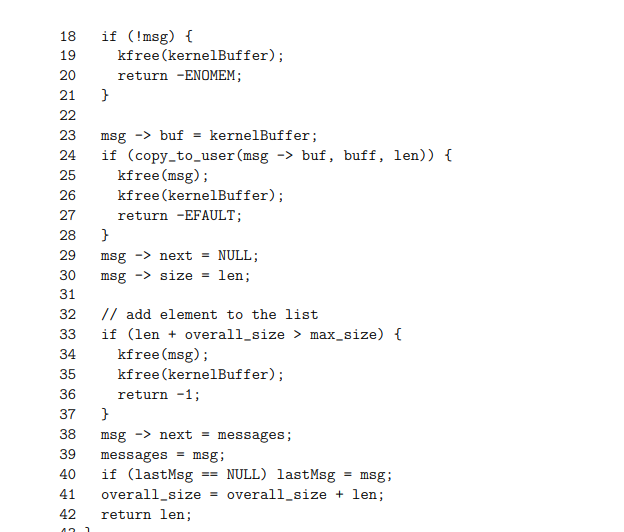 18 if (!msg) {
19 kfree(kernelBuffer);
20 return -ENOMEM;
21 }
22
23 msg -> buf = kernelBuffer;
24 if (copy_to_user(msg -> buf, buff, len)) {
25 kfree(msg);
26 kfree(kernelBuffer);
27 return -EFAULT;
28 }
29 msg -> next = NULL;
30 msg -> size = len;
31
32 // add element to the list
33 if (len + overall_size > max_size) {
34 kfree(msg);
35 kfree(kernelBuffer);
36 return -1;
37 }
38 msg -> next = messages;
39 messages = msg;
40 if (lastMsg == NULL) lastMsg = msg;
41 overall_size = overall_size + len;
42 return len;